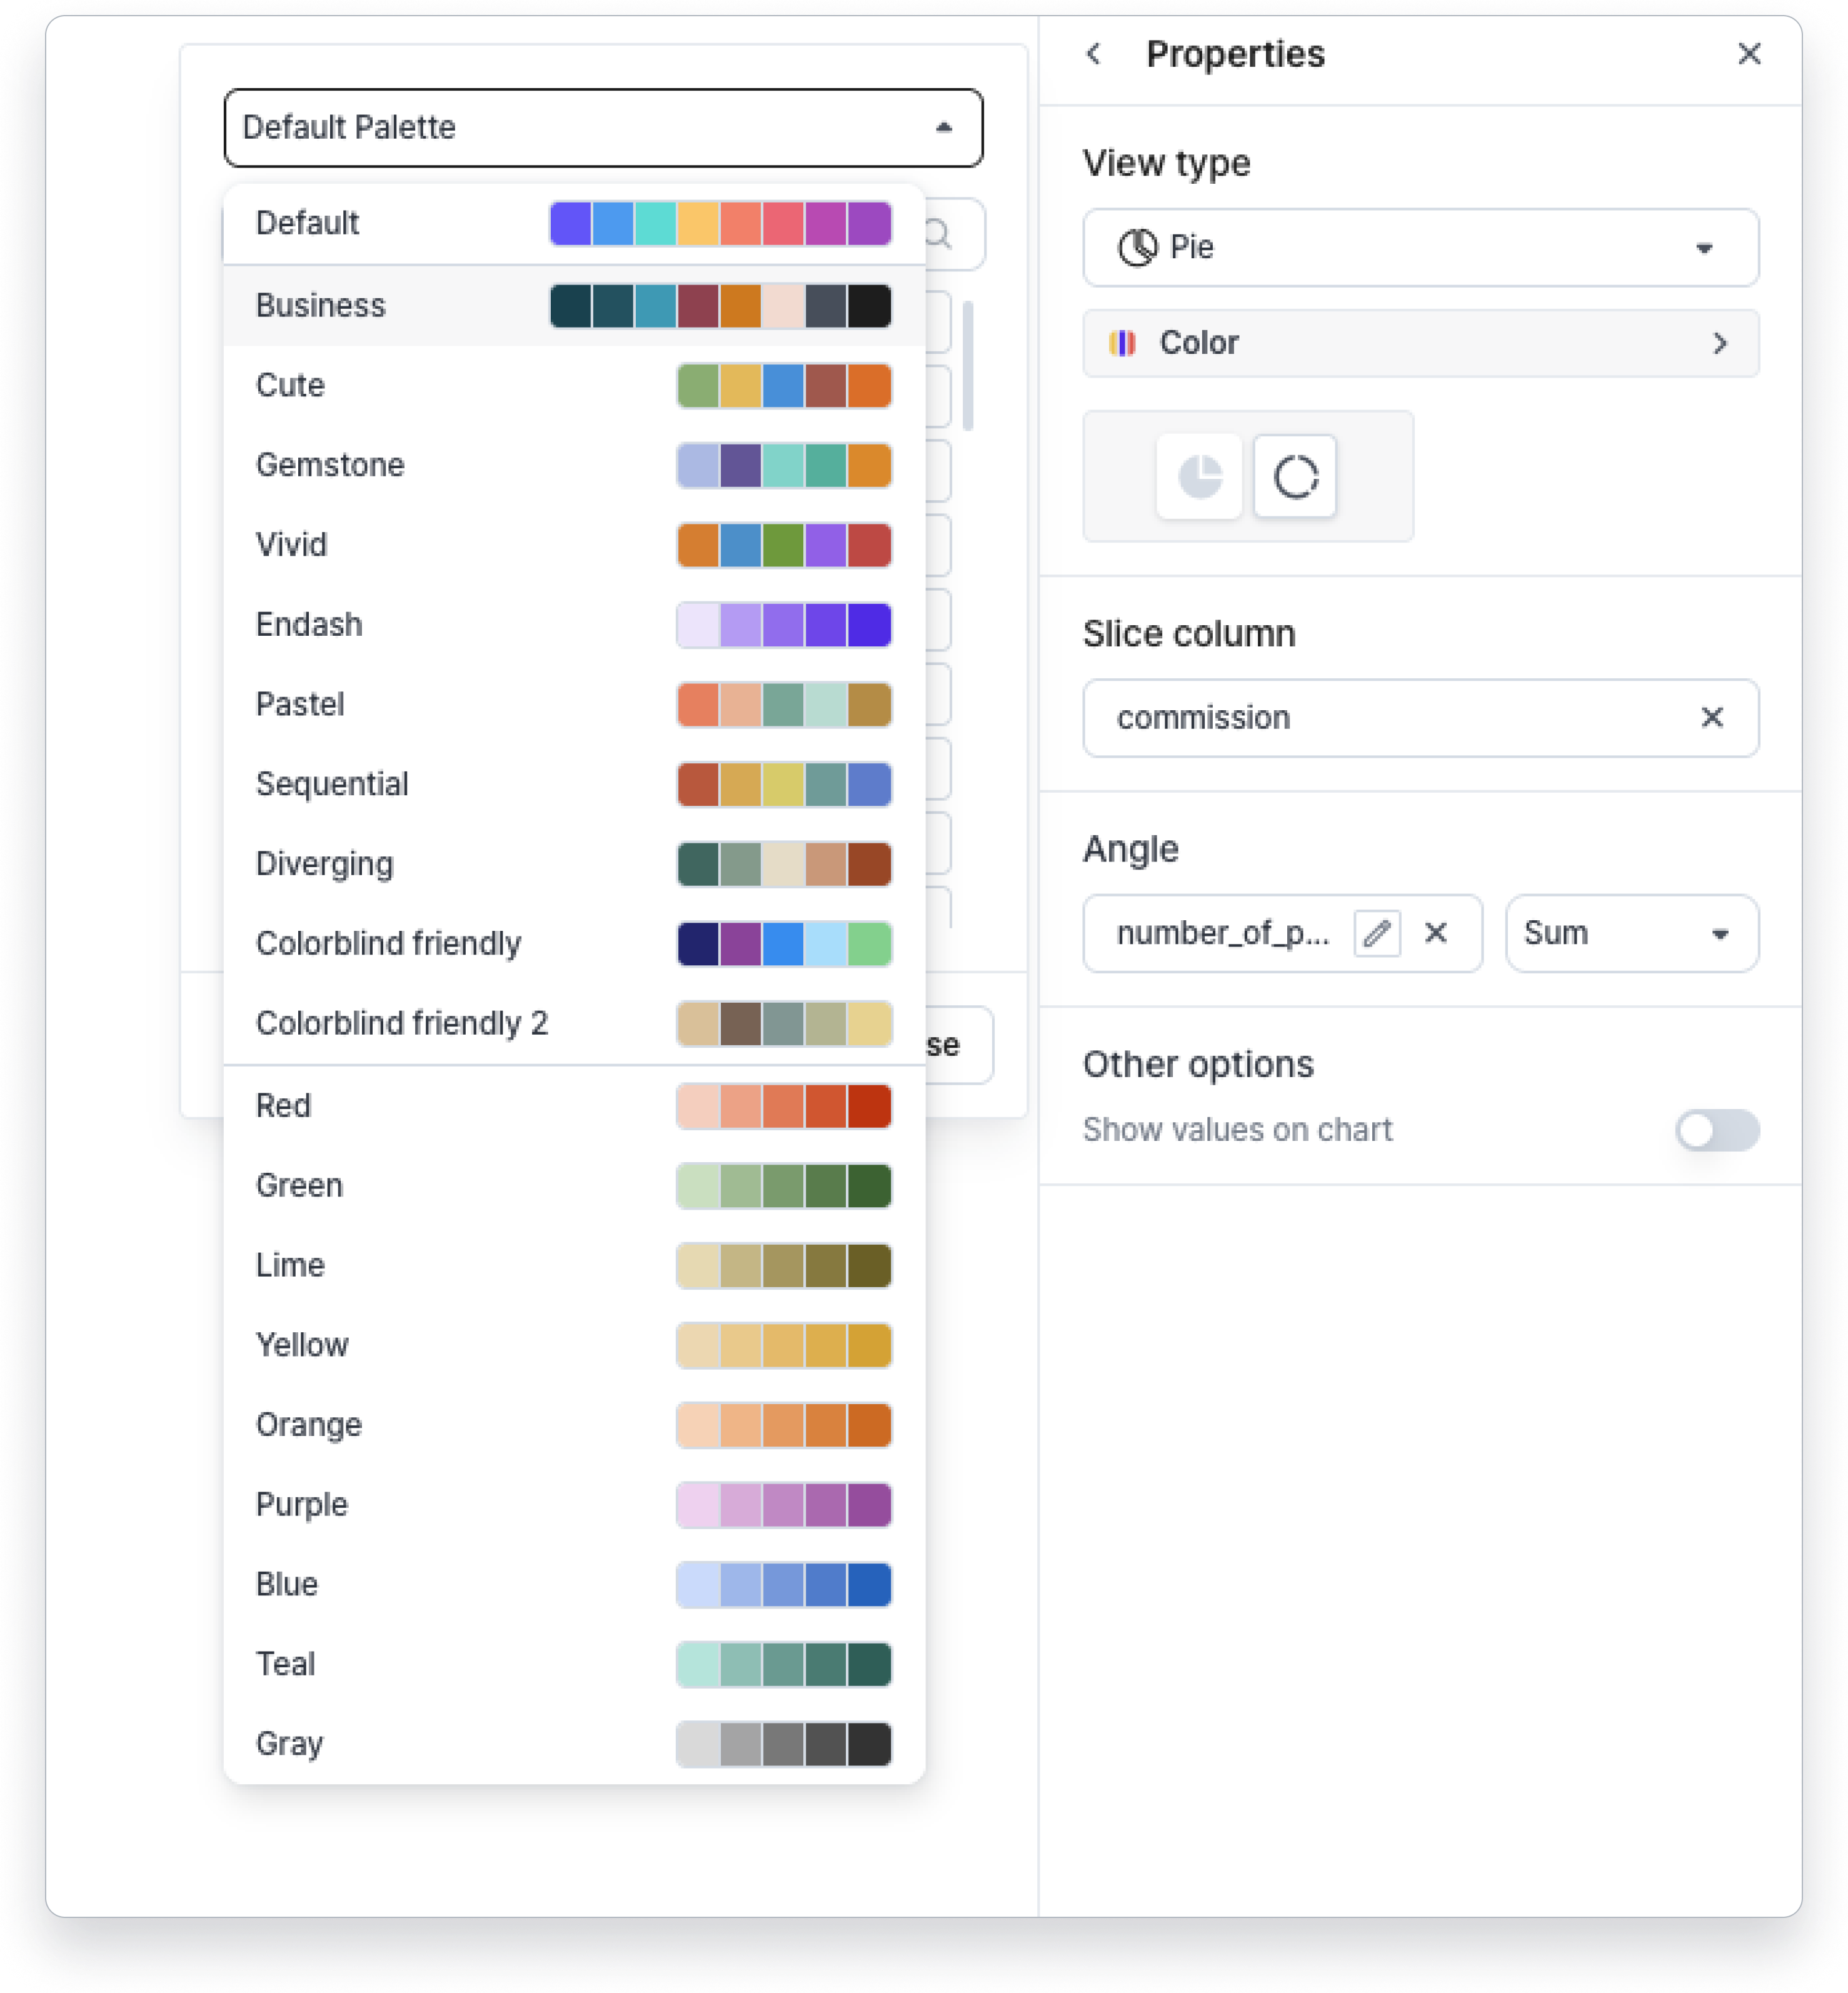 Default Palette
Default
Business
Cute
Gemstone
Vivid
Endash
Pastel
Sequential
Diverging
Colorblind friendly
Colorblind friendly 2
se
Red
Green
Lime
Yellow
Orange
Purple
Blue
Teal
Gray
Properties
View type
Pie
Color
Slice column
commission
Angle
number_of_p...
Sum
Other options
Show values on chart